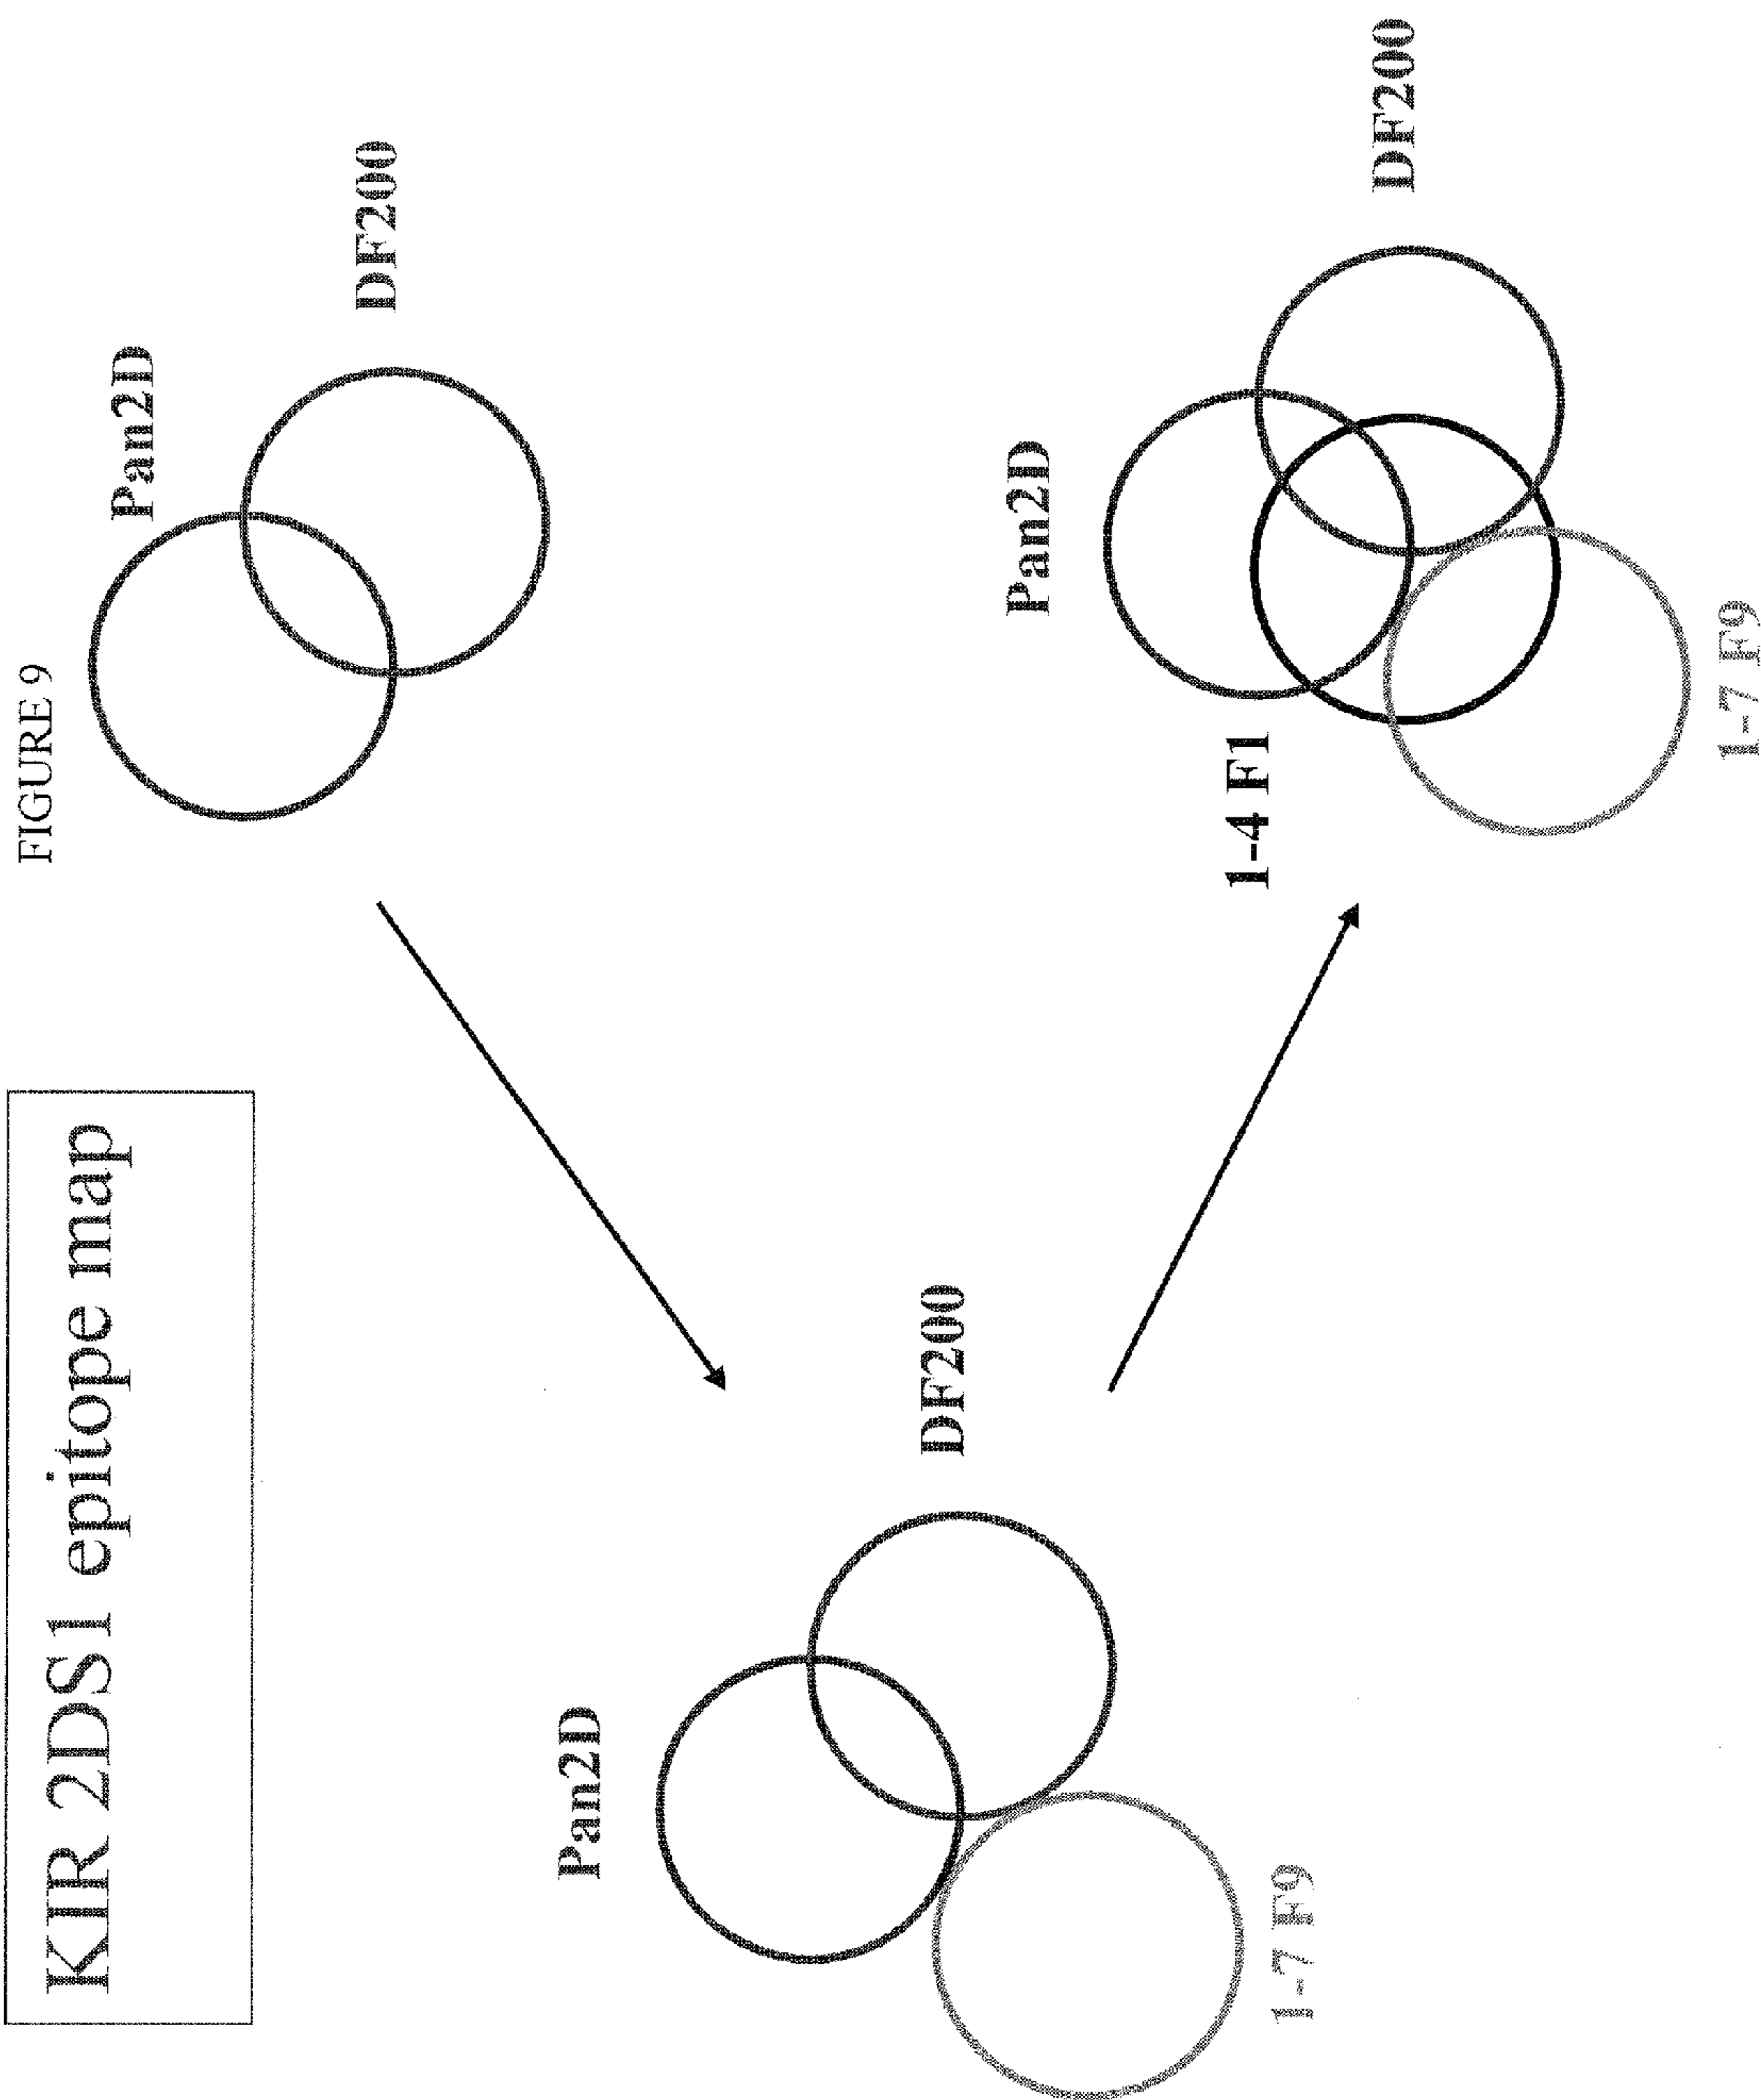 FIGURE 9
KIR 2DS1 epitope map
Pan2D
DF200
Pan2D
DF200
1-7 F9
Pan2D
DF200
1-4 F1
1-7 F9